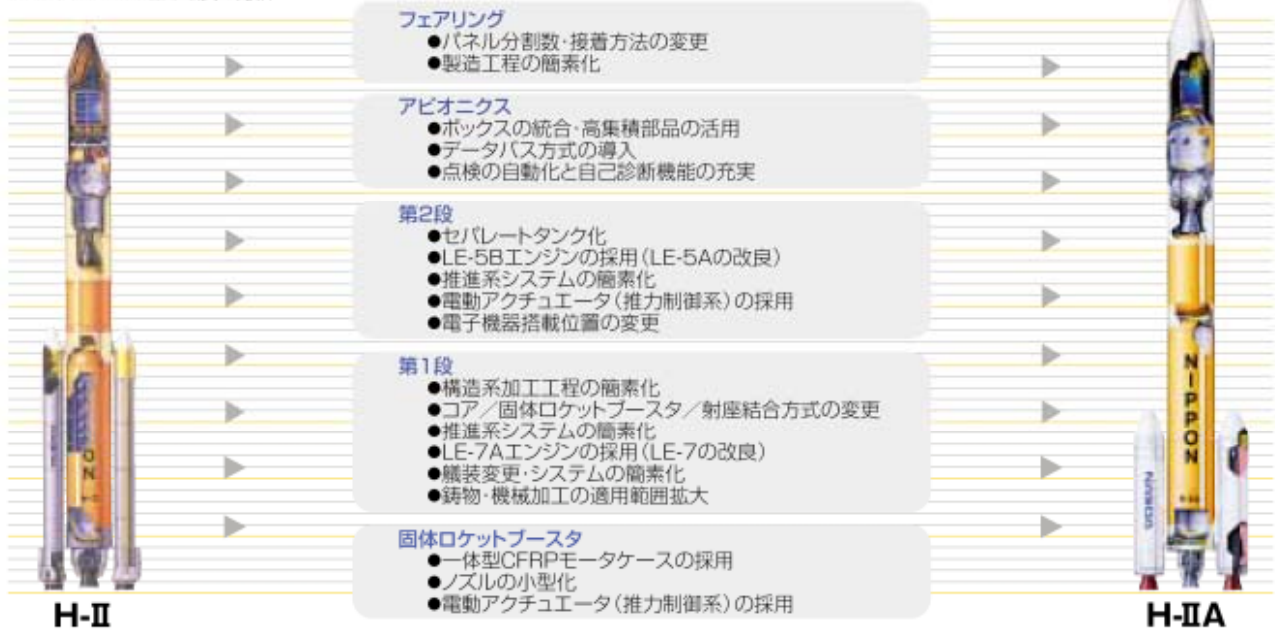 フェアリング
●パネル分割数・接着方法の変更
●製造工程の簡素化
アビオニクス
●ボックスの統合・高集積部品の活用
●データバス方式の導入
●点検の自動化と自己診断機能の充実
第2段
●セパレートタンク化
●LE-5Bエンジンの採用(LE-5Aの改良)
●推進系システムの簡素化
●電動アクチュエータ(推力制御系)の採用
●電子機器搭載位置の変更
第1段
●構造系加工工程の簡素化
●コア/固体ロケットブースタ/射座結合方式の変更
●推進系システムの簡素化
●LE-7Aエンジンの採用(LE-7の改良)
●艤装変更・システムの簡素化
●鋳物・機械加工の適用範囲拡大
固体ロケットブースタ
●一体型CFRPモータケースの採用
●ノズルの小型化
●電動アクチュエータ(推力制御系)の採用
H-Ⅱ
ON
H-ⅡA
NIPPON